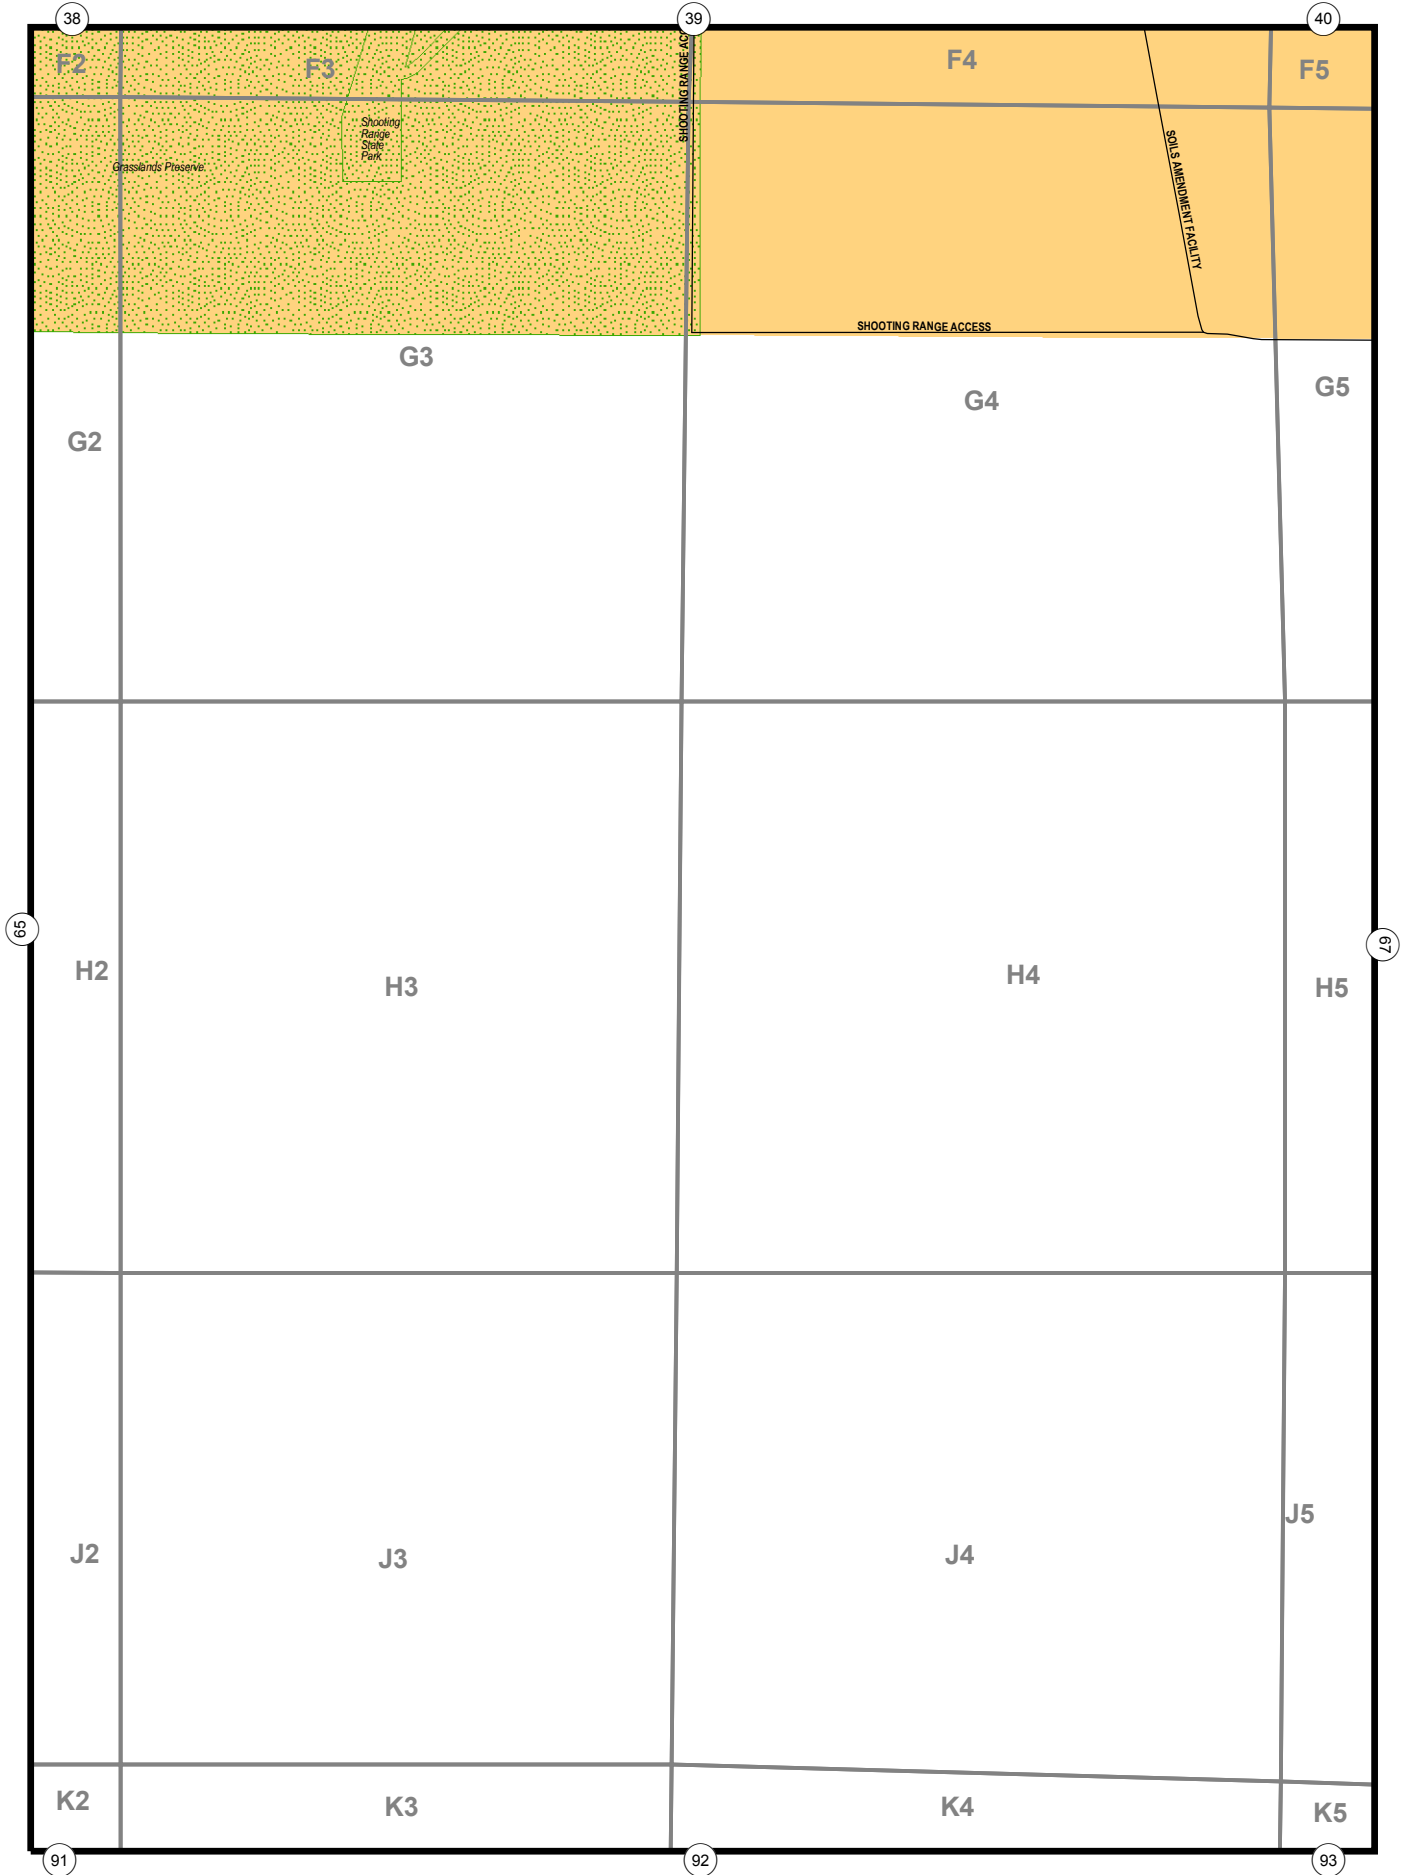 38
39
40
F2
F3
F4
F5
SHOOTING RANGE ACC
Shooting
Range
State
Park
Grasslands Preserve
SOILS AMENDMENT FACILITY
SHOOTING RANGE ACCESS
G3
G5
G4
G2
65
67
H2
H3
H4
H5
J5
J2
J3
J4
K2
K3
K4
K5
91
92
93